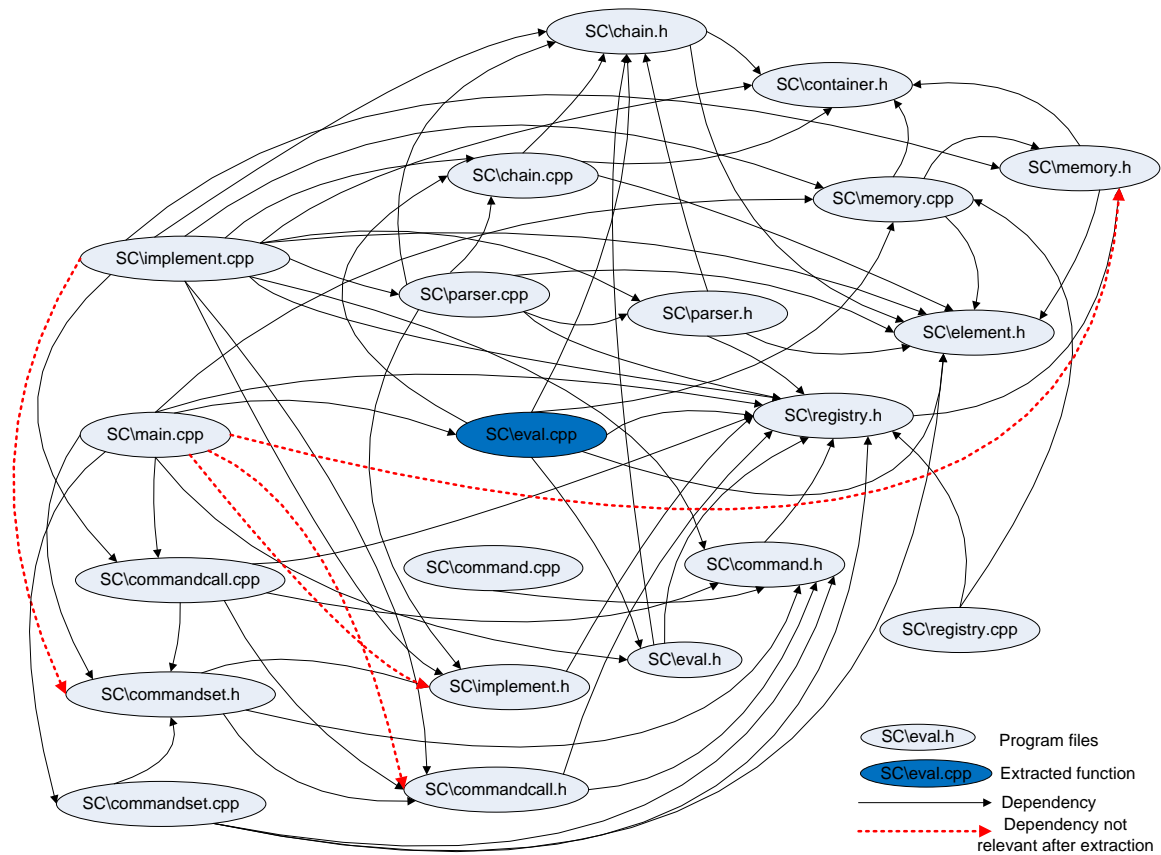 SC\chain.h
SC\container.h
SC\memory.h
SC\chain.cpp
SC\memory.cpp
SC\implement.cpp
SC\parser.cpp
SC\parser.h
SC\element.h
SC\registry.h
SC\main.cpp
SC\eval.cpp
SC\command.cpp
SC\command.h
SC\commandcall.cpp
SC\registry.cpp
SC\eval.h
SC\implement.h
SC\commandset.h
SC\commandcall.h
SC\commandset.cpp
SC\eval.h
Program files
SC\eval.cpp
Extracted function
Dependency
Dependency not
relevant after extraction